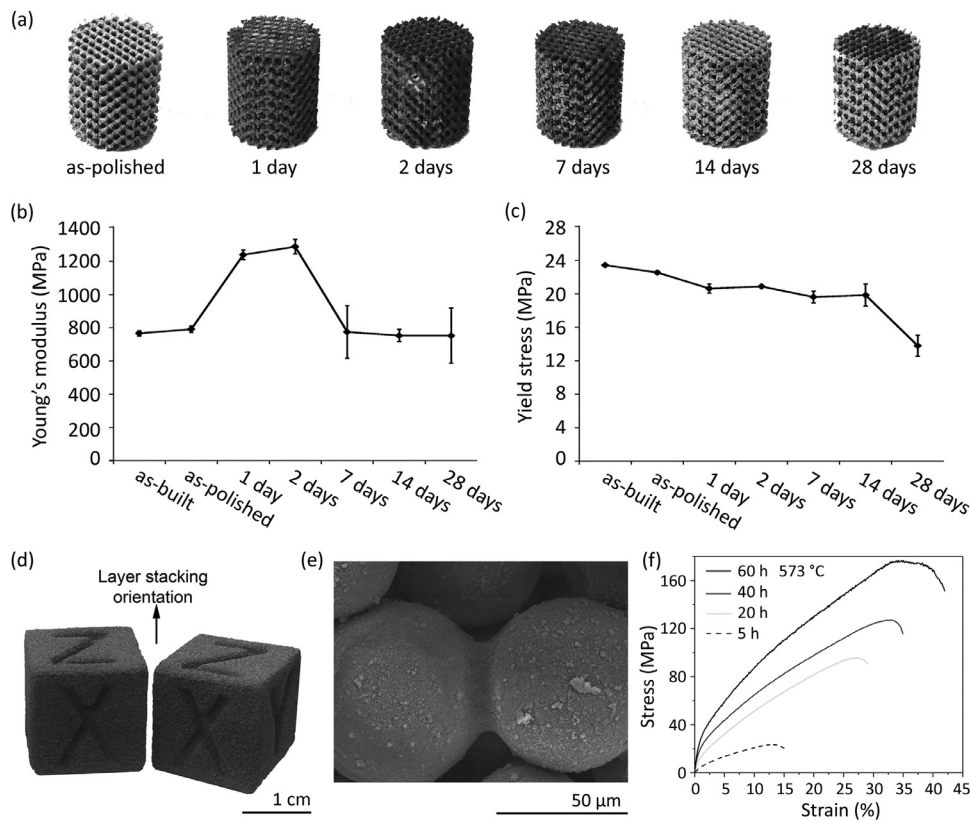 (a)
as-polished 1 day 2 days 7 days 14 days 28 days
(b)
1400
1200
1000
800
600
400
200
0
Young's modulus (MPa)
as-built as-polished 1 day 2 days 7 days 14 days 28 days
(c)
28
24
20
16
12
8
4
0
Yield stress (MPa)
as-built as-polished 1 day 2 days 7 days 14 days 28 days
(d)
Layer stacking
orientation
Z Z
X X
1 cm
(e)
50 µm
(f)
160
120
80
40
0
Stress (MPa)
60 h 573 °C
40 h
20 h
5 h
0 5 10 15 20 25 30 35 40 45
Strain (%)